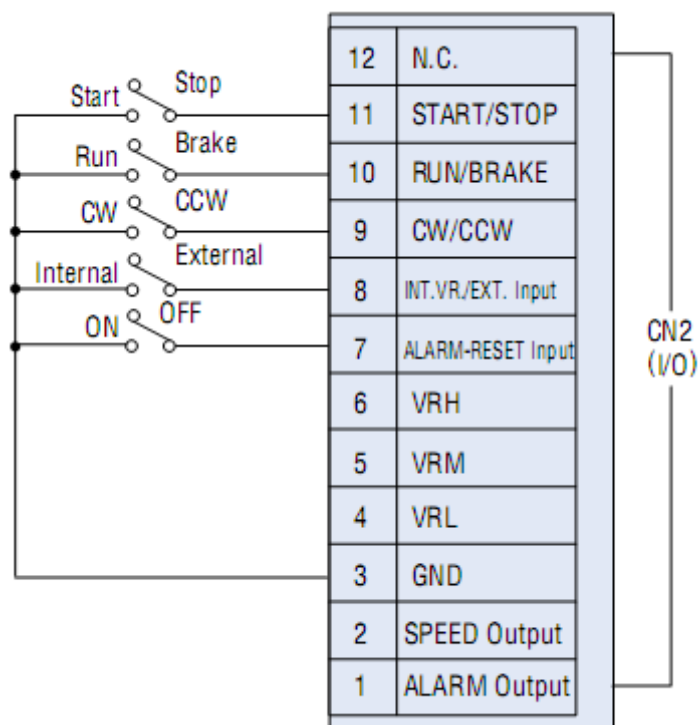 12 N.C.
Start Stop
11 START/STOP
Run Brake
10 RUN/BRAKE
CW CCW
9 CW/CCW
Internal External
8 INT.VR./EXT. Input
ON OFF
7 ALARM-RESET Input
6 VRH
5 VRM
4 VRL
3 GND
2 SPEED Output
1 ALARM Output
CN2
(I/O)